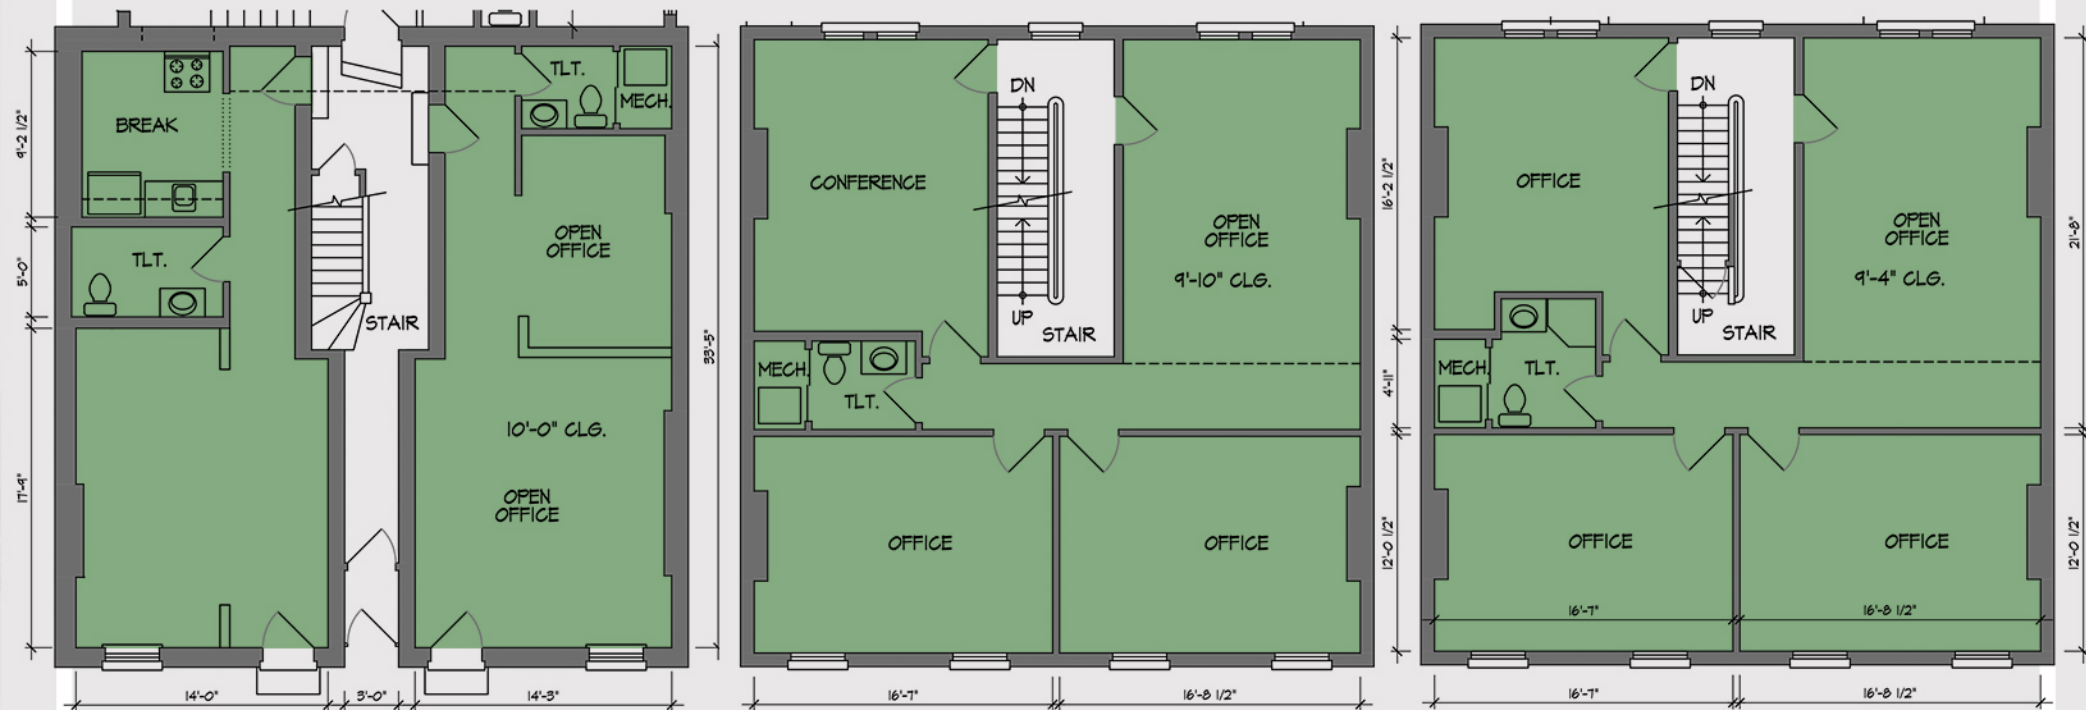 BREAK
TLT.
9'-2 1/2"
5'-0"
17'-9"
STAIR
TLT.
MECH.
OPEN
OFFICE
10'-0" CLG.
OPEN
OFFICE
33'-5"
14'-0"
3'-0"
14'-3"
CONFERENCE
DN
UP
STAIR
OPEN
OFFICE
9'-10" CLG.
MECH.
TLT.
OFFICE
OFFICE
16'-7"
16'-8 1/2"
16'-2 1/2"
4'-11"
12'-0 1/2"
OFFICE
DN
UP
STAIR
OPEN
OFFICE
9'-4" CLG.
MECH.
TLT.
OFFICE
OFFICE
16'-7"
16'-8 1/2"
16'-7"
16'-8 1/2"
21'-8"
12'-0 1/2"